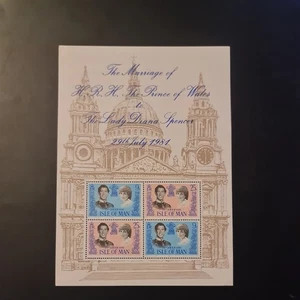 The Marriage of
H.R.H. The Prince of Wales
to
The Lady Diana Spencer
29th July 1981
ISLE OF MAN
ISLE OF MAN
ISLE OF MAN
ISLE OF MAN